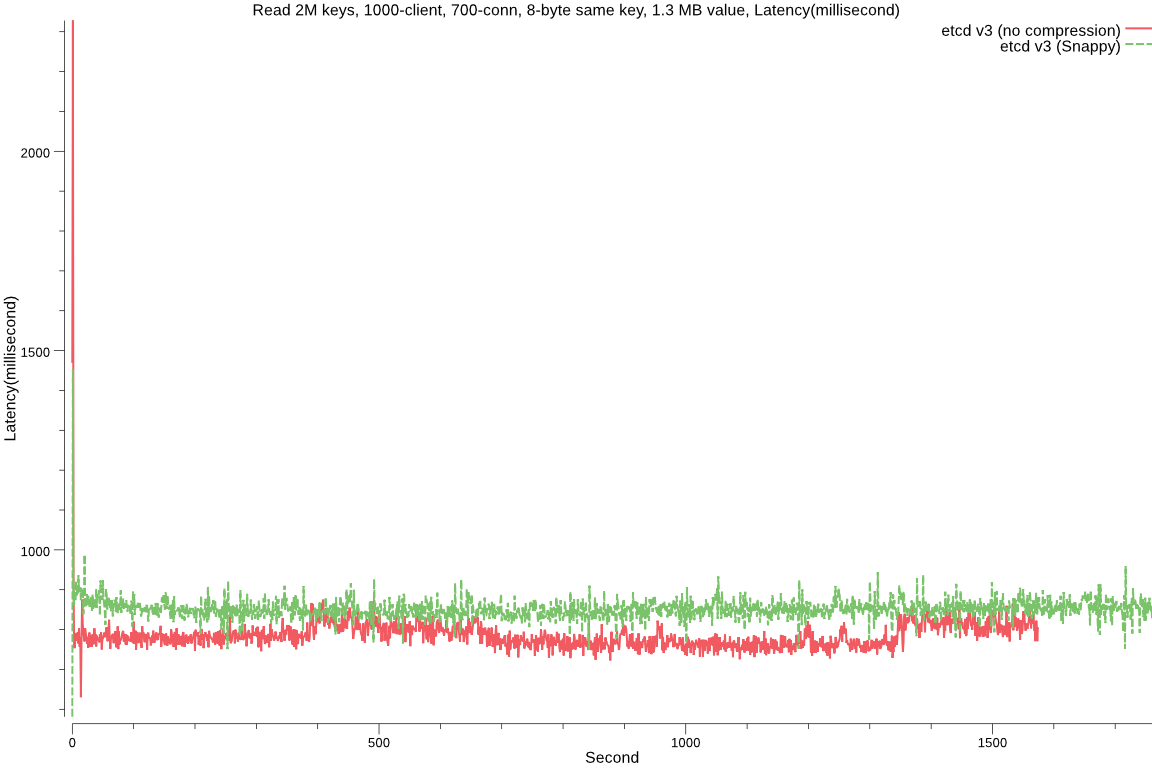 Read 2M keys, 1000-client, 700-conn, 8-byte same key, 1.3 MB value, Latency(millisecond)
etcd v3 (no compression)
etcd v3 (Snappy)
2000
1500
1000
Latency(millisecond)
0
500
1000
1500
Second